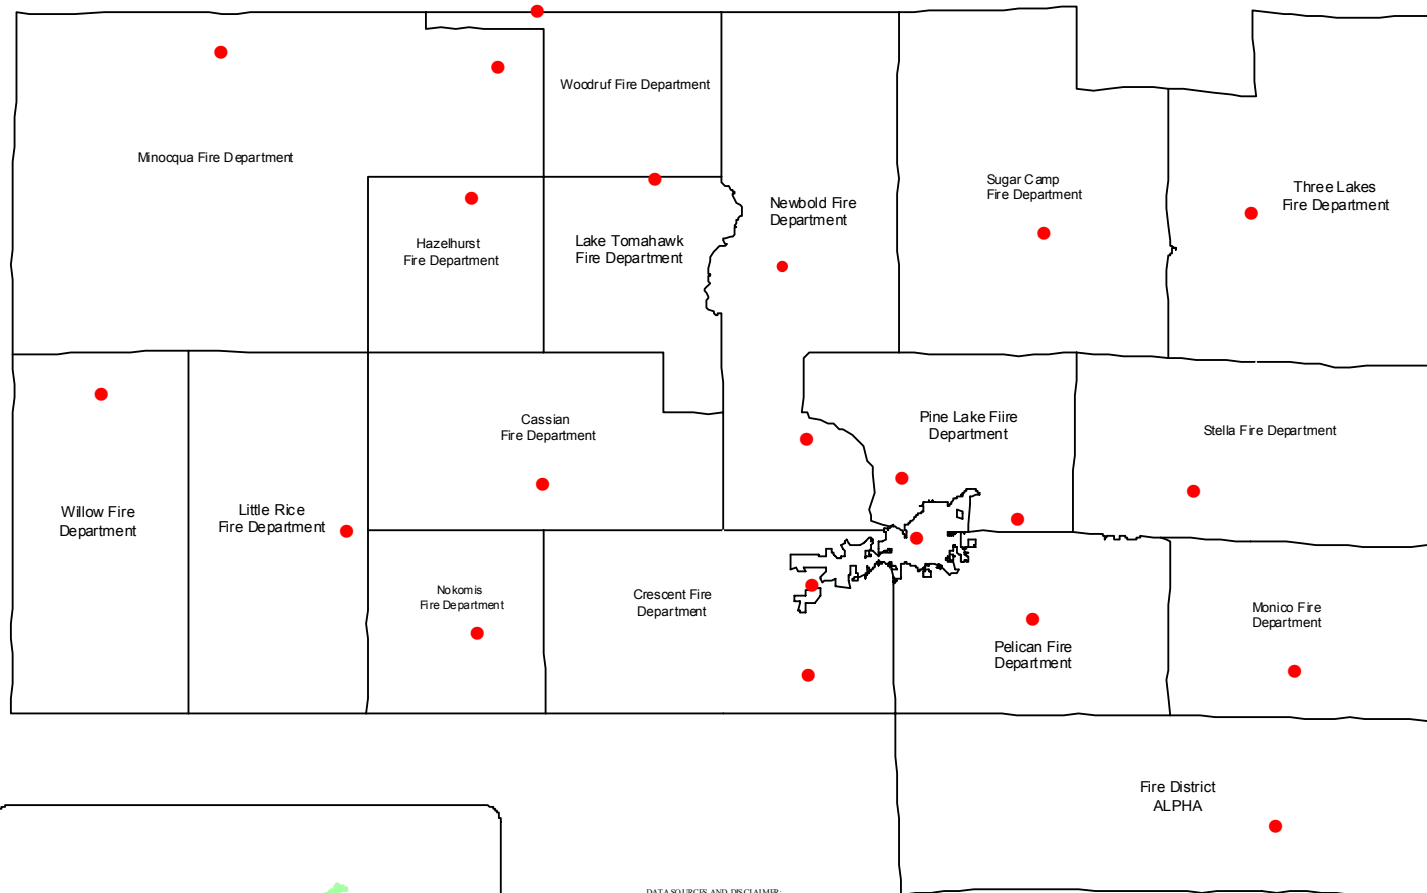 Woodruf Fire Department
Minocqua Fire Department
Sugar Camp
Fire Department
Three Lakes
Fire Department
Newbold Fire
Department
Hazelhurst
Fire Department
Lake Tomahawk
Fire Department
Cassian
Fire Department
Pine Lake Fiire
Department
Stella Fire Department
Willow Fire
Department
Little Rice
Fire Department
Nokomis
Fire Department
Crescent Fire
Department
Monico Fire
Department
Pelican Fire
Department
Fire District
ALPHA
DATA SOURCES AND DISCLAIMER: